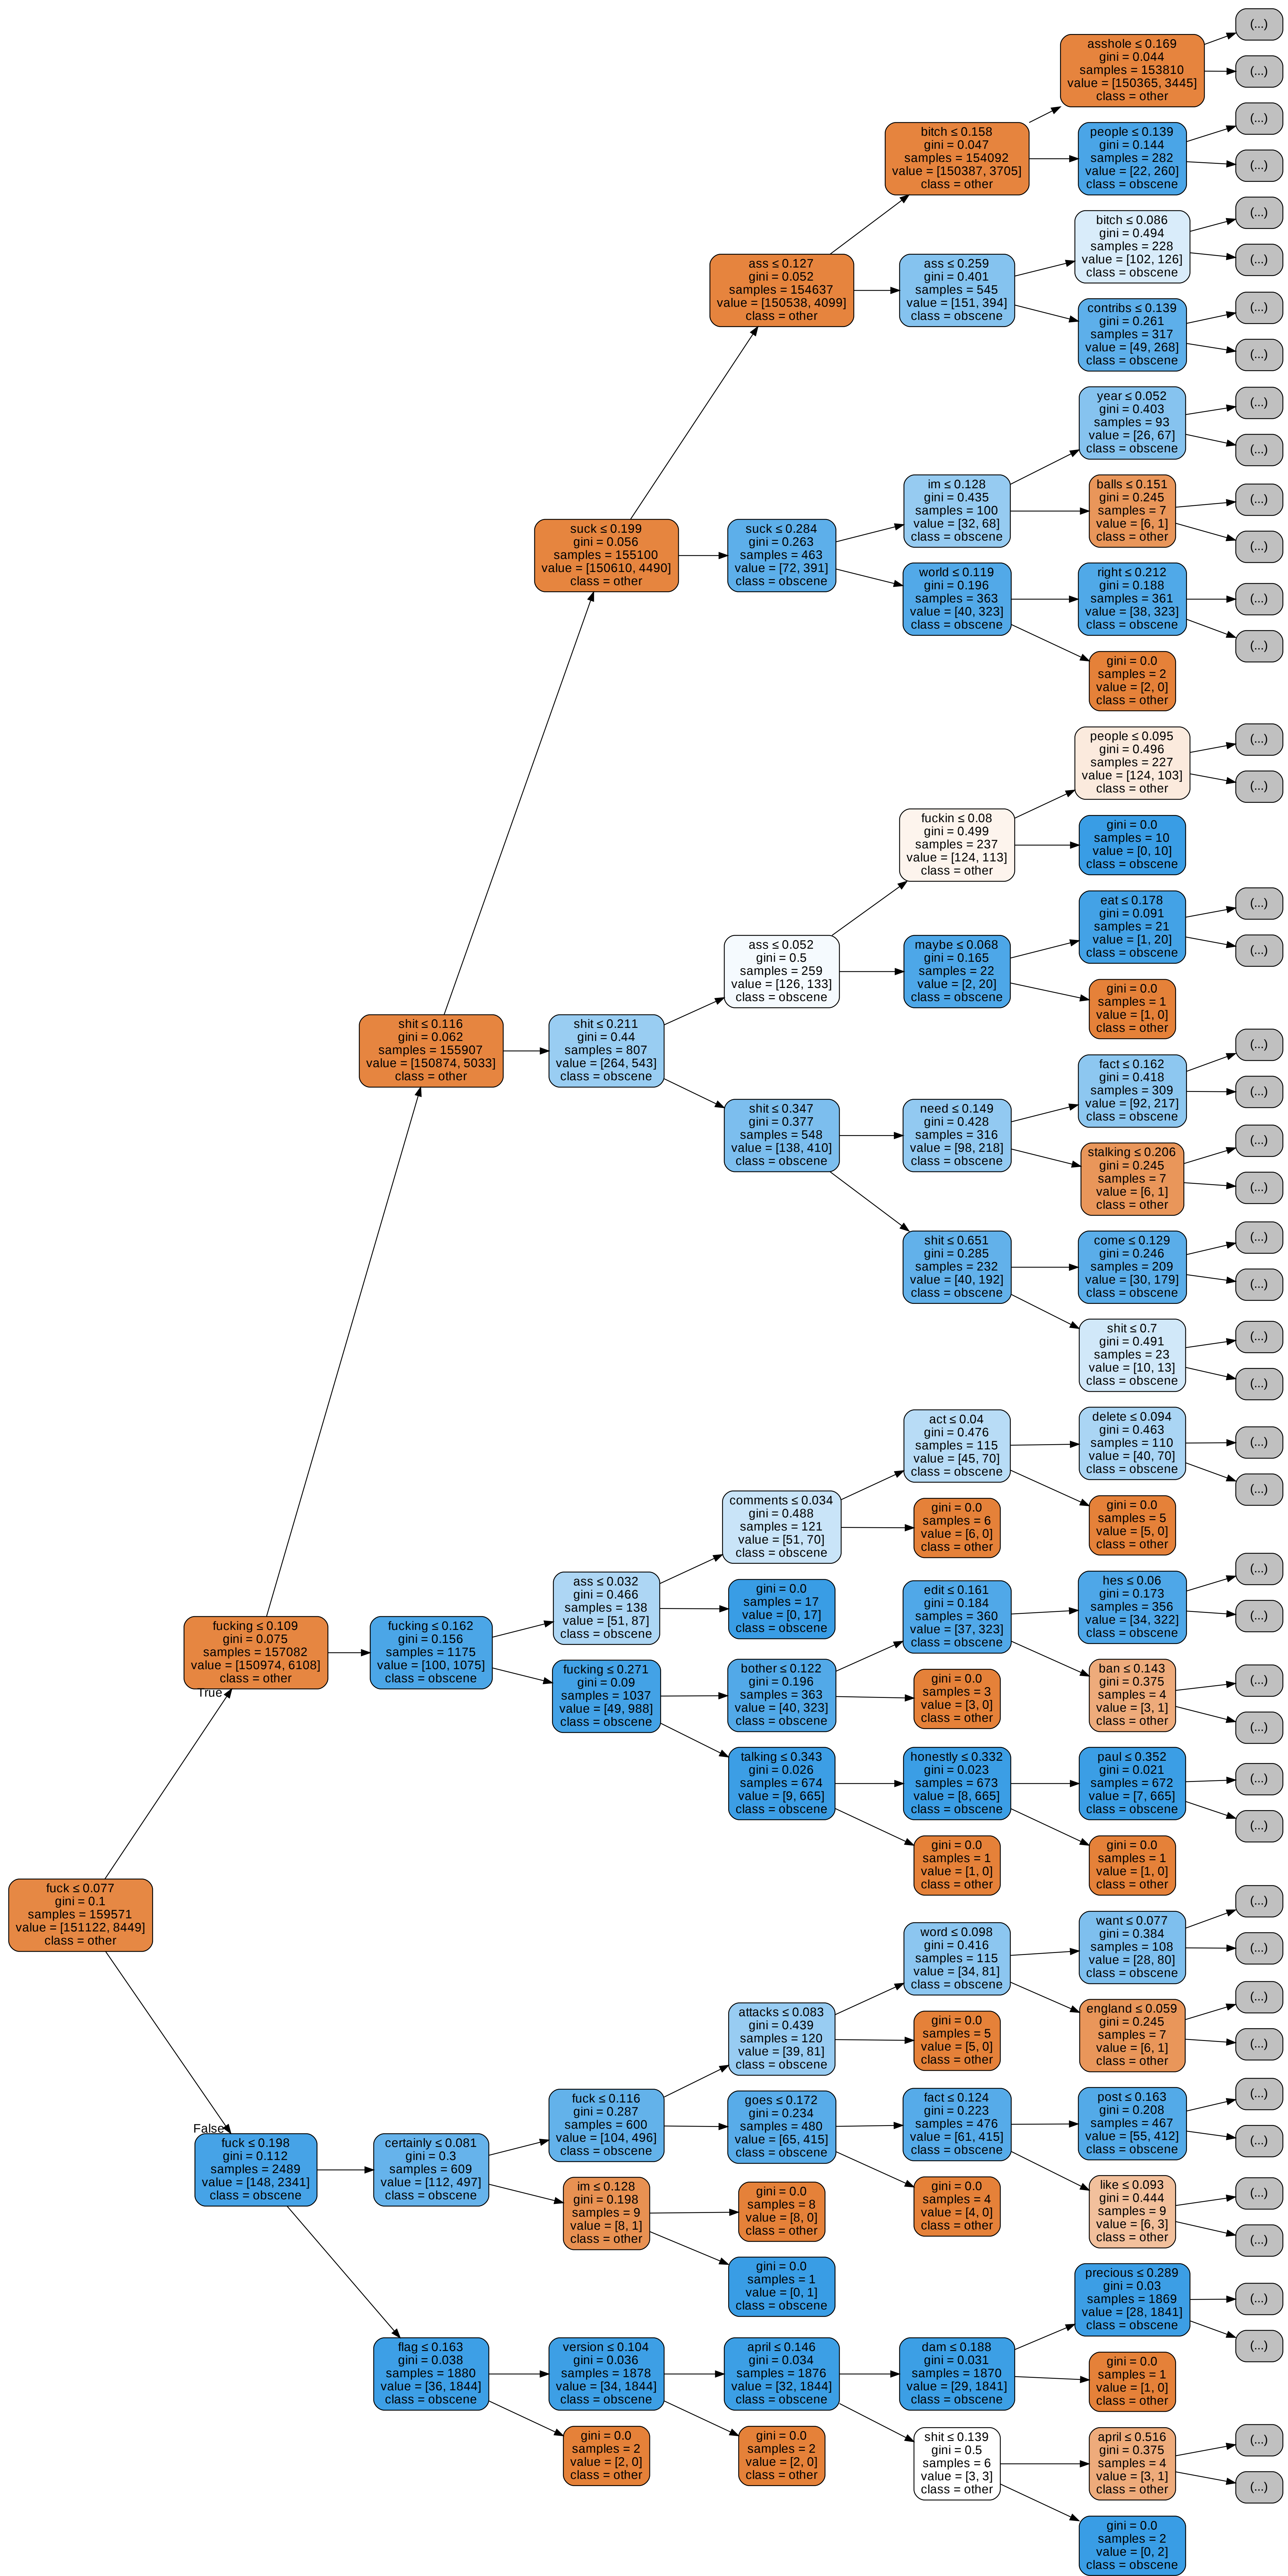 (...)
asshole ≤ 0.169
gini = 0.044
samples = 153810
value = [150365, 3445]
class = other
(...)
(...)
bitch ≤ 0.158
gini = 0.047
samples = 154092
value = [150387, 3705]
class = other
people ≤ 0.139
gini = 0.144
samples = 282
value = [22, 260]
class = obscene
(...)
(...)
bitch ≤ 0.086
gini = 0.494
samples = 228
value = [102, 126]
class = obscene
(...)
ass ≤ 0.127
gini = 0.052
samples = 154637
value = [150538, 4099]
class = other
ass ≤ 0.259
gini = 0.401
samples = 545
value = [151, 394]
class = obscene
(...)
contribs ≤ 0.139
gini = 0.261
samples = 317
value = [49, 268]
class = obscene
(...)
(...)
year ≤ 0.052
gini = 0.403
samples = 93
value = [26, 67]
class = obscene
(...)
(...)
im ≤ 0.128
gini = 0.435
samples = 100
value = [32, 68]
class = obscene
balls ≤ 0.151
gini = 0.245
samples = 7
value = [6, 1]
class = other
(...)
(...)
suck ≤ 0.199
gini = 0.056
samples = 155100
value = [150610, 4490]
class = other
suck ≤ 0.284
gini = 0.263
samples = 463
value = [72, 391]
class = obscene
world ≤ 0.119
gini = 0.196
samples = 363
value = [40, 323]
class = obscene
right ≤ 0.212
gini = 0.188
samples = 361
value = [38, 323]
class = obscene
(...)
(...)
gini = 0.0
samples = 2
value = [2, 0]
class = other
people ≤ 0.095
gini = 0.496
samples = 227
value = [124, 103]
class = other
(...)
(...)
fuckin ≤ 0.08
gini = 0.499
samples = 237
value = [124, 113]
class = other
gini = 0.0
samples = 10
value = [0, 10]
class = obscene
eat ≤ 0.178
gini = 0.091
samples = 21
value = [1, 20]
class = obscene
(...)
(...)
ass ≤ 0.052
gini = 0.5
samples = 259
value = [126, 133]
class = obscene
maybe ≤ 0.068
gini = 0.165
samples = 22
value = [2, 20]
class = obscene
gini = 0.0
samples = 1
value = [1, 0]
class = other
shit ≤ 0.116
gini = 0.062
samples = 155907
value = [150874, 5033]
class = other
shit ≤ 0.211
gini = 0.44
samples = 807
value = [264, 543]
class = obscene
(...)
fact ≤ 0.162
gini = 0.418
samples = 309
value = [92, 217]
class = obscene
(...)
shit ≤ 0.347
gini = 0.377
samples = 548
value = [138, 410]
class = obscene
need ≤ 0.149
gini = 0.428
samples = 316
value = [98, 218]
class = obscene
(...)
stalking ≤ 0.206
gini = 0.245
samples = 7
value = [6, 1]
class = other
(...)
shit ≤ 0.651
gini = 0.285
samples = 232
value = [40, 192]
class = obscene
come ≤ 0.129
gini = 0.246
samples = 209
value = [30, 179]
class = obscene
(...)
(...)
shit ≤ 0.7
gini = 0.491
samples = 23
value = [10, 13]
class = obscene
(...)
(...)
act ≤ 0.04
gini = 0.476
samples = 115
value = [45, 70]
class = obscene
delete ≤ 0.094
gini = 0.463
samples = 110
value = [40, 70]
class = obscene
(...)
(...)
comments ≤ 0.034
gini = 0.488
samples = 121
value = [51, 70]
class = obscene
gini = 0.0
samples = 6
value = [6, 0]
class = other
gini = 0.0
samples = 5
value = [5, 0]
class = other
ass ≤ 0.032
gini = 0.466
samples = 138
value = [51, 87]
class = obscene
gini = 0.0
samples = 17
value = [0, 17]
class = obscene
edit ≤ 0.161
gini = 0.184
samples = 360
value = [37, 323]
class = obscene
hes ≤ 0.06
gini = 0.173
samples = 356
value = [34, 322]
class = obscene
(...)
(...)
fucking ≤ 0.109
gini = 0.075
samples = 157082
value = [150974, 6108]
class = other
True
fucking ≤ 0.162
gini = 0.156
samples = 1175
value = [100, 1075]
class = obscene
fucking ≤ 0.271
gini = 0.09
samples = 1037
value = [49, 988]
class = obscene
bother ≤ 0.122
gini = 0.196
samples = 363
value = [40, 323]
class = obscene
gini = 0.0
samples = 3
value = [3, 0]
class = other
ban ≤ 0.143
gini = 0.375
samples = 4
value = [3, 1]
class = other
(...)
(...)
talking ≤ 0.343
gini = 0.026
samples = 674
value = [9, 665]
class = obscene
honestly ≤ 0.332
gini = 0.023
samples = 673
value = [8, 665]
class = obscene
paul ≤ 0.352
gini = 0.021
samples = 672
value = [7, 665]
class = obscene
(...)
(...)
gini = 0.0
samples = 1
value = [1, 0]
class = other
gini = 0.0
samples = 1
value = [1, 0]
class = other
fuck ≤ 0.077
gini = 0.1
samples = 159571
value = [151122, 8449]
class = other
word ≤ 0.098
gini = 0.416
samples = 115
value = [34, 81]
class = obscene
want ≤ 0.077
gini = 0.384
samples = 108
value = [28, 80]
class = obscene
(...)
(...)
attacks ≤ 0.083
gini = 0.439
samples = 120
value = [39, 81]
class = obscene
gini = 0.0
samples = 5
value = [5, 0]
class = other
england ≤ 0.059
gini = 0.245
samples = 7
value = [6, 1]
class = other
(...)
(...)
False
fuck ≤ 0.198
gini = 0.112
samples = 2489
value = [148, 2341]
class = obscene
certainly ≤ 0.081
gini = 0.3
samples = 609
value = [112, 497]
class = obscene
fuck ≤ 0.116
gini = 0.287
samples = 600
value = [104, 496]
class = obscene
goes ≤ 0.172
gini = 0.234
samples = 480
value = [65, 415]
class = obscene
fact ≤ 0.124
gini = 0.223
samples = 476
value = [61, 415]
class = obscene
post ≤ 0.163
gini = 0.208
samples = 467
value = [55, 412]
class = obscene
(...)
(...)
im ≤ 0.128
gini = 0.198
samples = 9
value = [8, 1]
class = other
gini = 0.0
samples = 8
value = [8, 0]
class = other
gini = 0.0
samples = 4
value = [4, 0]
class = other
like ≤ 0.093
gini = 0.444
samples = 9
value = [6, 3]
class = other
(...)
(...)
gini = 0.0
samples = 1
value = [0, 1]
class = obscene
precious ≤ 0.289
gini = 0.03
samples = 1869
value = [28, 1841]
class = obscene
(...)
(...)
flag ≤ 0.163
gini = 0.038
samples = 1880
value = [36, 1844]
class = obscene
version ≤ 0.104
gini = 0.036
samples = 1878
value = [34, 1844]
class = obscene
april ≤ 0.146
gini = 0.034
samples = 1876
value = [32, 1844]
class = obscene
dam ≤ 0.188
gini = 0.031
samples = 1870
value = [29, 1841]
class = obscene
gini = 0.0
samples = 1
value = [1, 0]
class = other
gini = 0.0
samples = 2
value = [2, 0]
class = other
gini = 0.0
samples = 2
value = [2, 0]
class = other
shit ≤ 0.139
gini = 0.5
samples = 6
value = [3, 3]
class = other
april ≤ 0.516
gini = 0.375
samples = 4
value = [3, 1]
class = other
(...)
(...)
gini = 0.0
samples = 2
value = [0, 2]
class = obscene